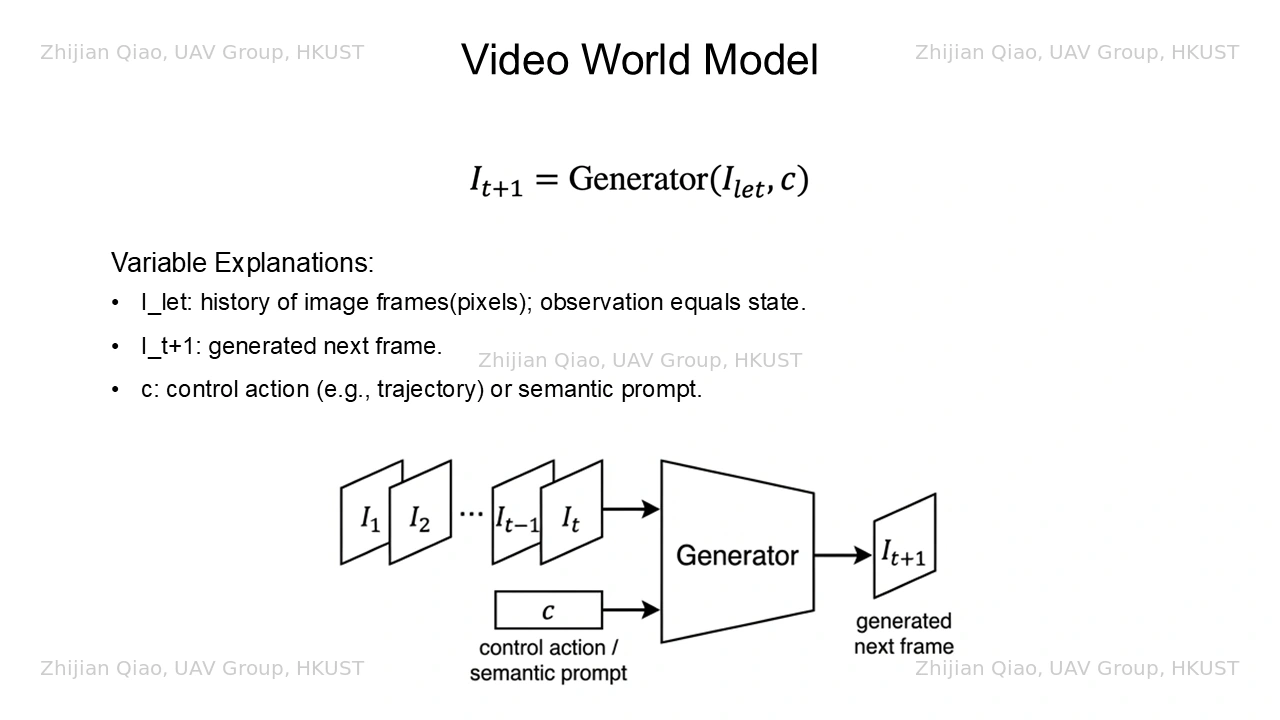 Zhijian Qiao, UAV Group, HKUST
Video World Model
Zhijian Qiao, UAV Group, HKUST
I_{t+1} = Generator(I_{let}, c)
Variable Explanations:
• I_let: history of image frames(pixels); observation equals state.
• I_t+1: generated next frame.
Zhijian Qiao, UAV Group, HKUST
• c: control action (e.g., trajectory) or semantic prompt.
I_1 I_2 ... I_{t−1} I_t
Generator
I_{t+1}
c
control action /
semantic prompt
generated
next frame
Zhijian Qiao, UAV Group, HKUST
Zhijian Qiao, UAV Group, HKUST